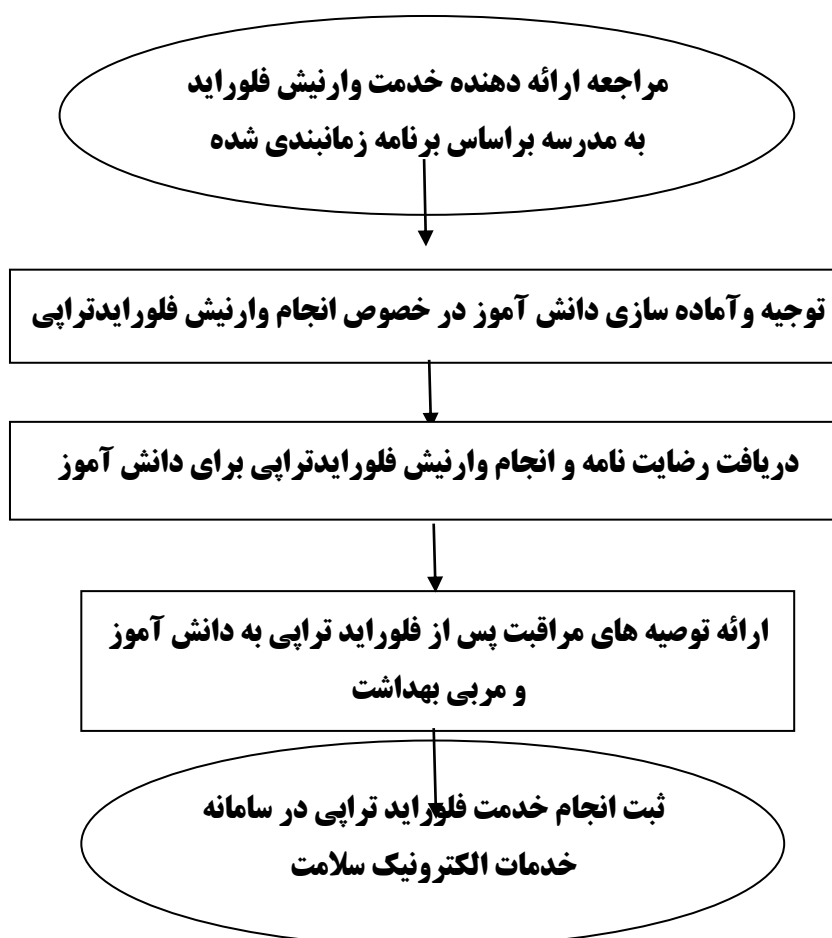 مراجعه ارائه دهنده خدمت وارنیش فلوراید
به مدرسه براساس برنامه زمانبندی شده
توجیه وآماده سازی دانش آموز در خصوص انجام وارنیش فلورایدتراپی
دریافت رضایت نامه و انجام وارنیش فلورایدتراپی برای دانش آموز
ارائه توصیه های مراقبت پس از فلوراید تراپی به دانش آموز
و مربی بهداشت
ثبت انجام خدمت فلوراید تراپی در سامانه
خدمات الکترونیک سلامت